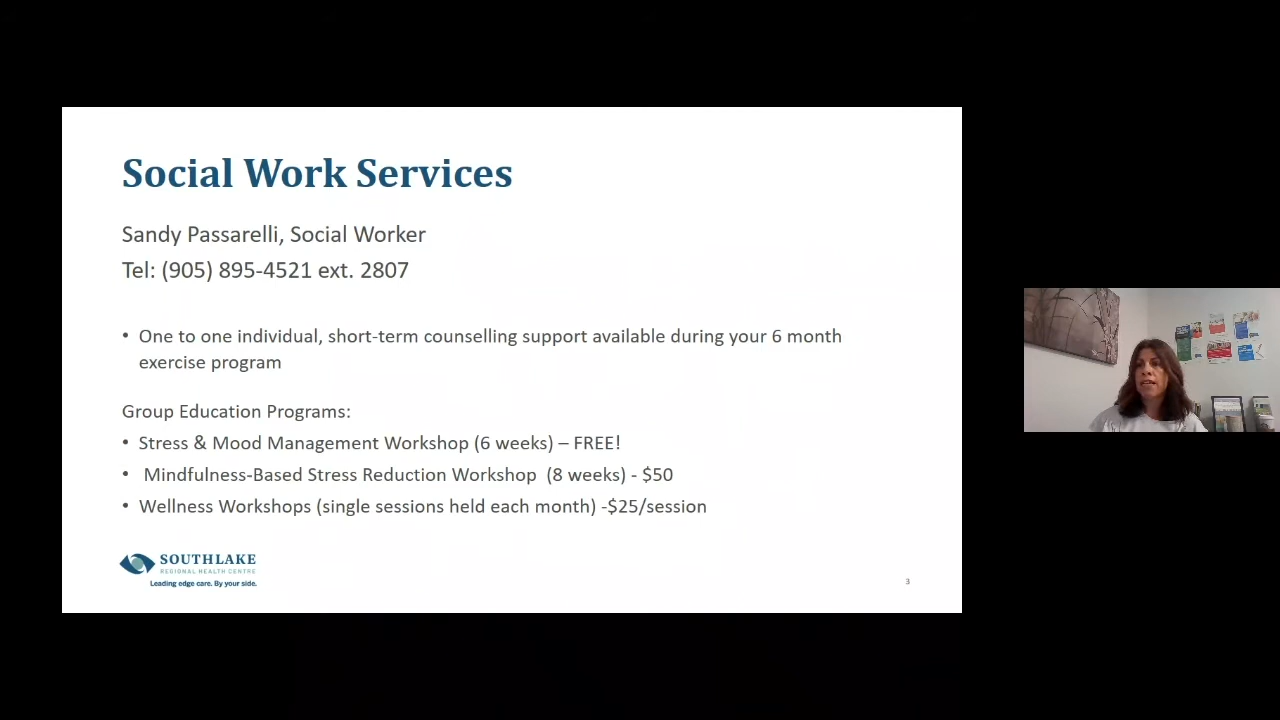 Social Work Services
Sandy Passarelli, Social Worker
Tel: (905) 895-4521 ext. 2807
• One to one individual, short-term counselling support available during your 6 month
exercise program
Group Education Programs:
• Stress & Mood Management Workshop (6 weeks) – FREE!
• Mindfulness-Based Stress Reduction Workshop (8 weeks) - $50
• Wellness Workshops (single sessions held each month) -$25/session
SOUTHLAKE
REGIONAL HEALTH CENTRE
Leading edge care. By your side.
3